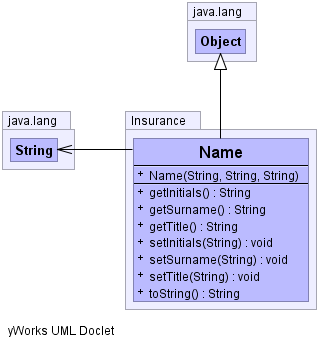 java.lang
Object
java.lang
String
Insurance
Name
+ Name(String, String, String)
+ getInitials() : String
+ getSurname() : String
+ getTitle() : String
+ setInitials(String) : void
+ setSurname(String) : void
+ setTitle(String) : void
+ toString() : String
yWorks UML Doclet